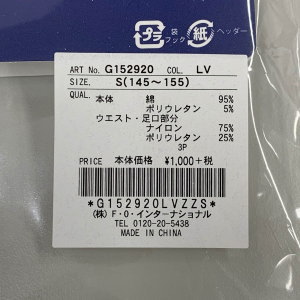 プラ 袋 フック 紙 ヘッダー
ART No. G152920 COL. LV
SIZE. S(145～155)
QUAL. 本体 綿 95%
ポリウレタン 5%
ウエスト・足口部分
ナイロン 75%
ポリウレタン 25%
3P
PRICE 本体価格 ¥1,000+税
*G152920LVZZS*
(株)F・O・インターナショナル
TEL 0120-20-5438
MADE IN CHINA